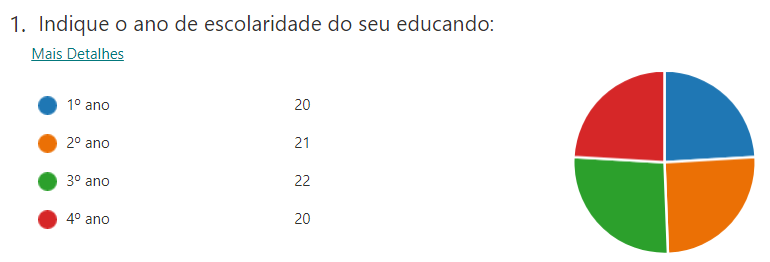 1. Indique o ano de escolaridade do seu educando:
Mais Detalhes
1º ano 20
2º ano 21
3º ano 22
4º ano 20